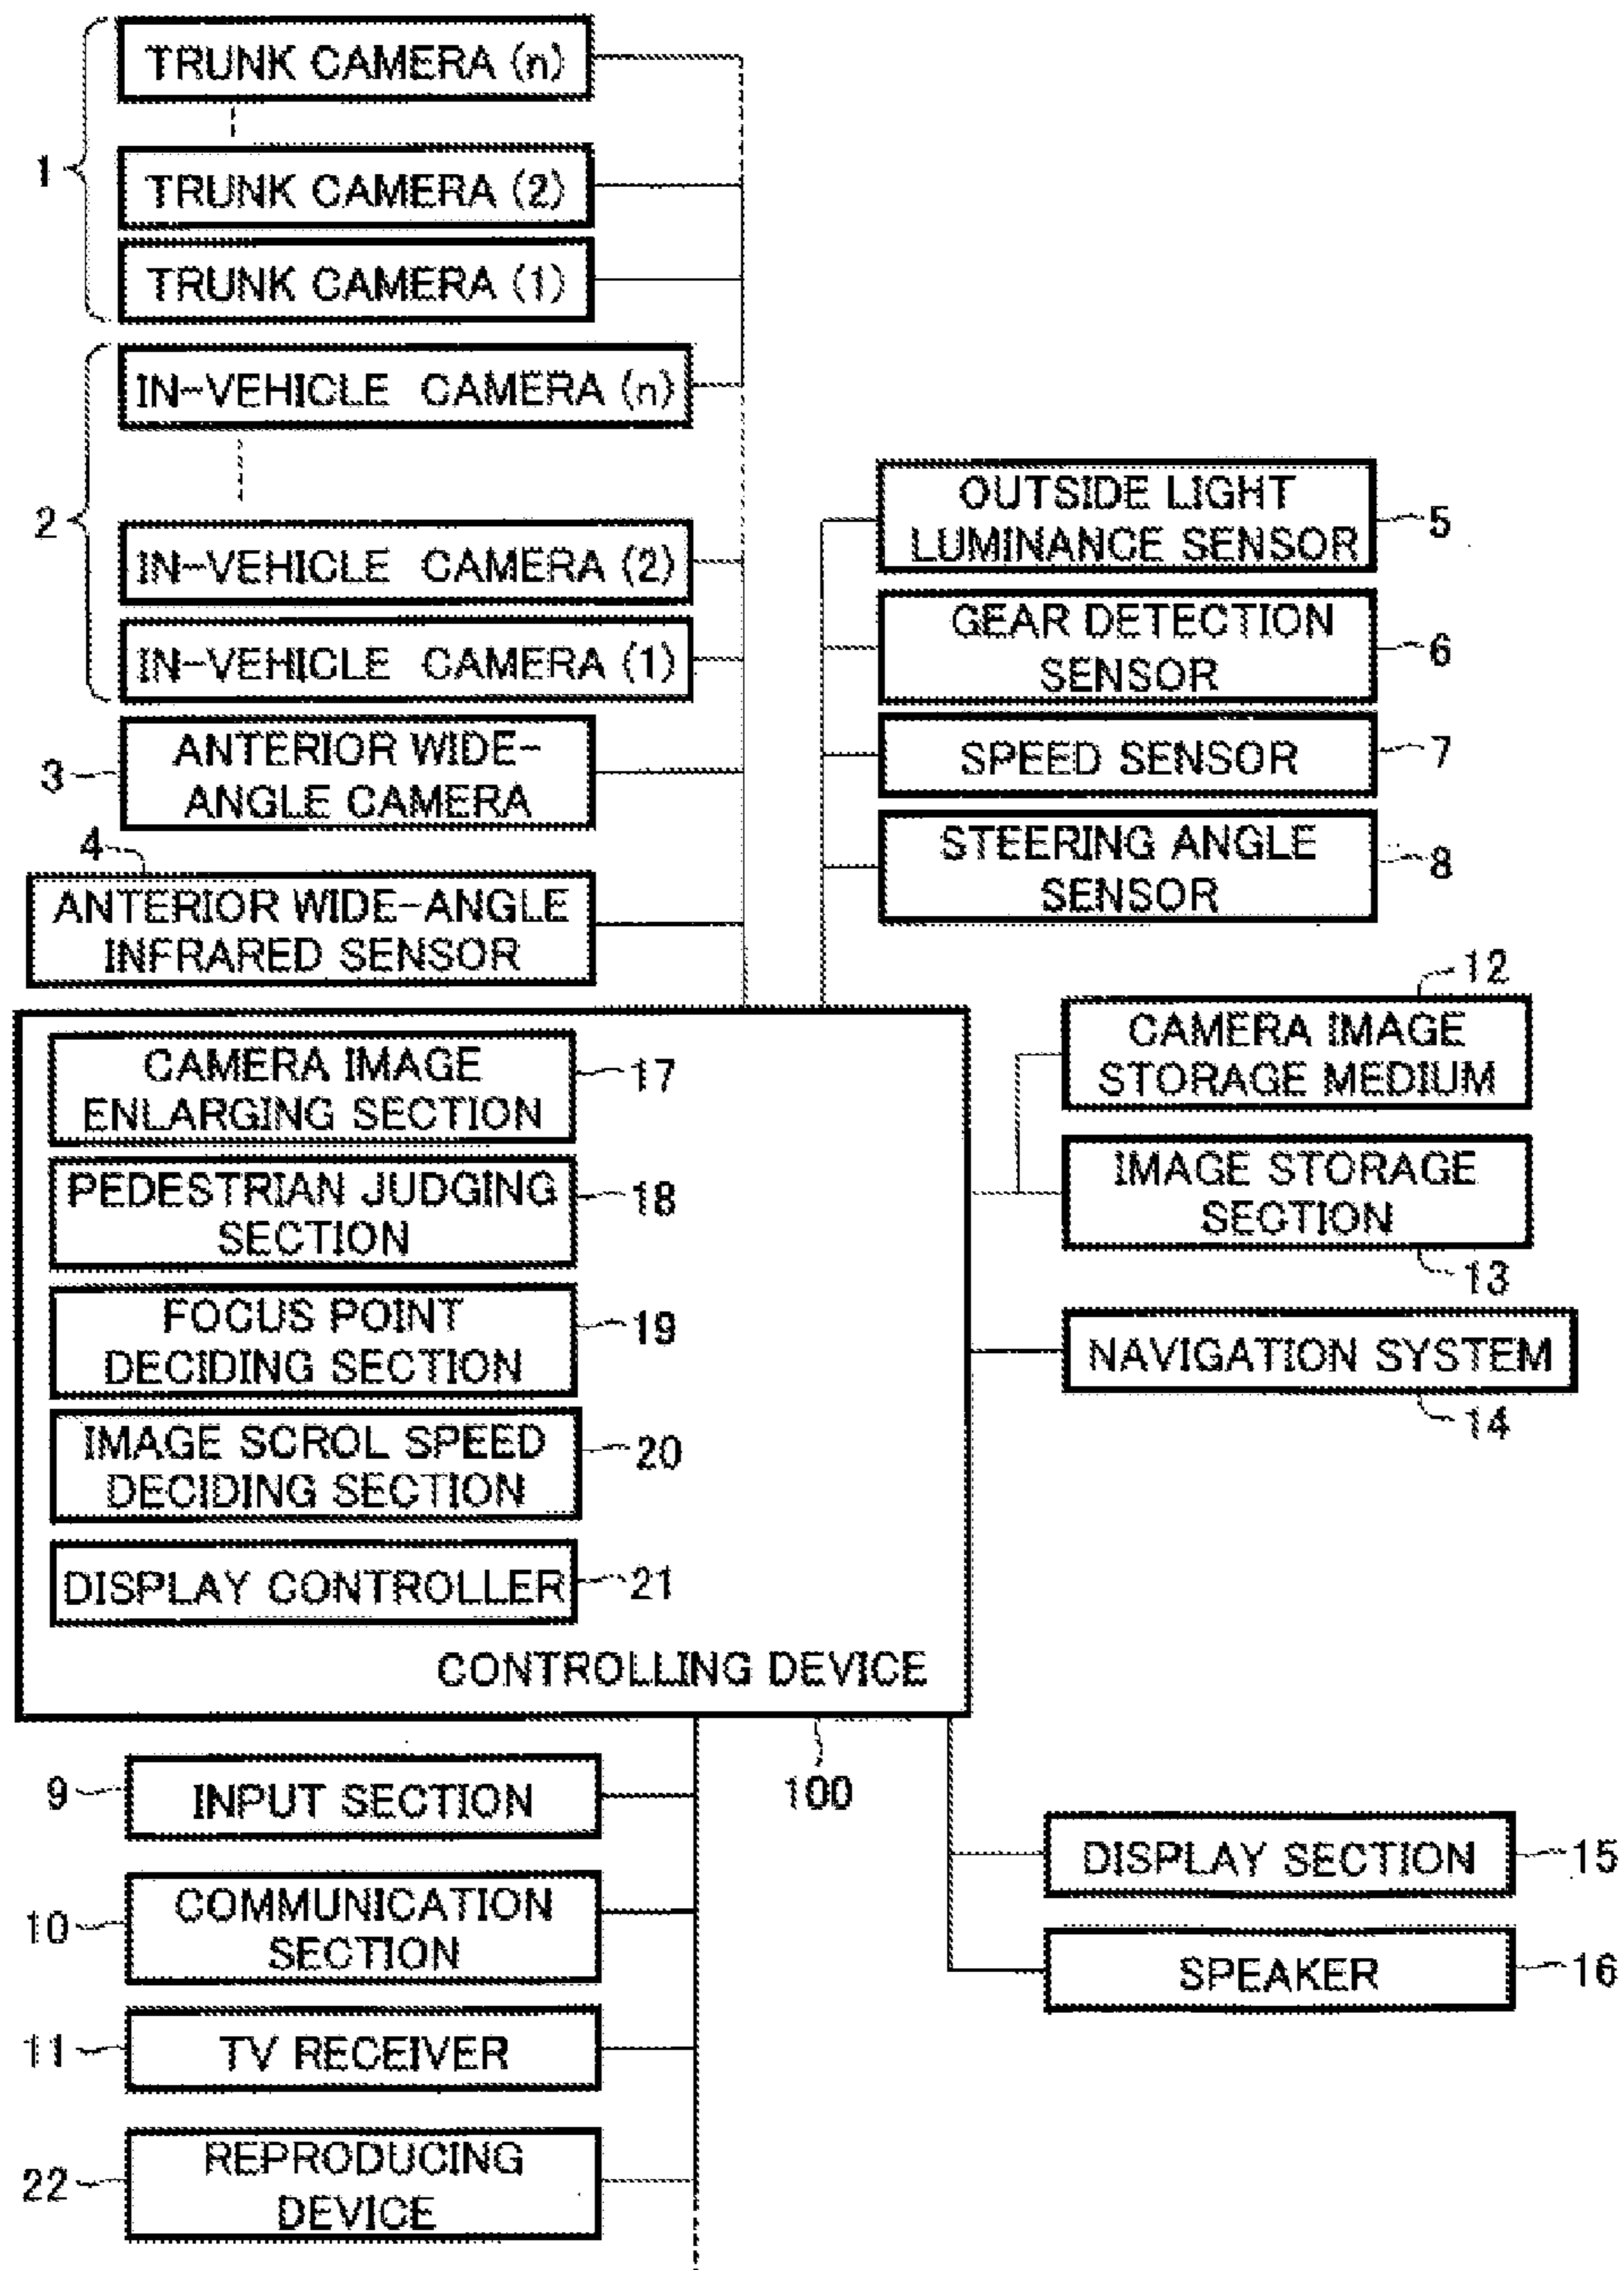 TRUNK CAMERA (n)
1
TRUNK CAMERA (2)
TRUNK CAMERA (1)
IN-VEHICLE CAMERA (n)
2
IN-VEHICLE CAMERA (2)
IN-VEHICLE CAMERA (1)
3
ANTERIOR WIDE-
ANGLE CAMERA
4
ANTERIOR WIDE-ANGLE
INFRARED SENSOR
OUTSIDE LIGHT
LUMINANCE SENSOR
5
GEAR DETECTION
SENSOR
6
SPEED SENSOR
7
STEERING ANGLE
SENSOR
8
12
CAMERA IMAGE
STORAGE MEDIUM
IMAGE STORAGE
SECTION
13
NAVIGATION SYSTEM
14
CAMERA IMAGE
ENLARGING SECTION
17
PEDESTRIAN JUDGING
SECTION
18
FOCUS POINT
DECIDING SECTION
19
IMAGE SCROL SPEED
DECIDING SECTION
20
DISPLAY CONTROLLER
21
CONTROLLING DEVICE
100
9
INPUT SECTION
10
COMMUNICATION
SECTION
11
TV RECEIVER
22
REPRODUCING
DEVICE
DISPLAY SECTION
15
SPEAKER
16